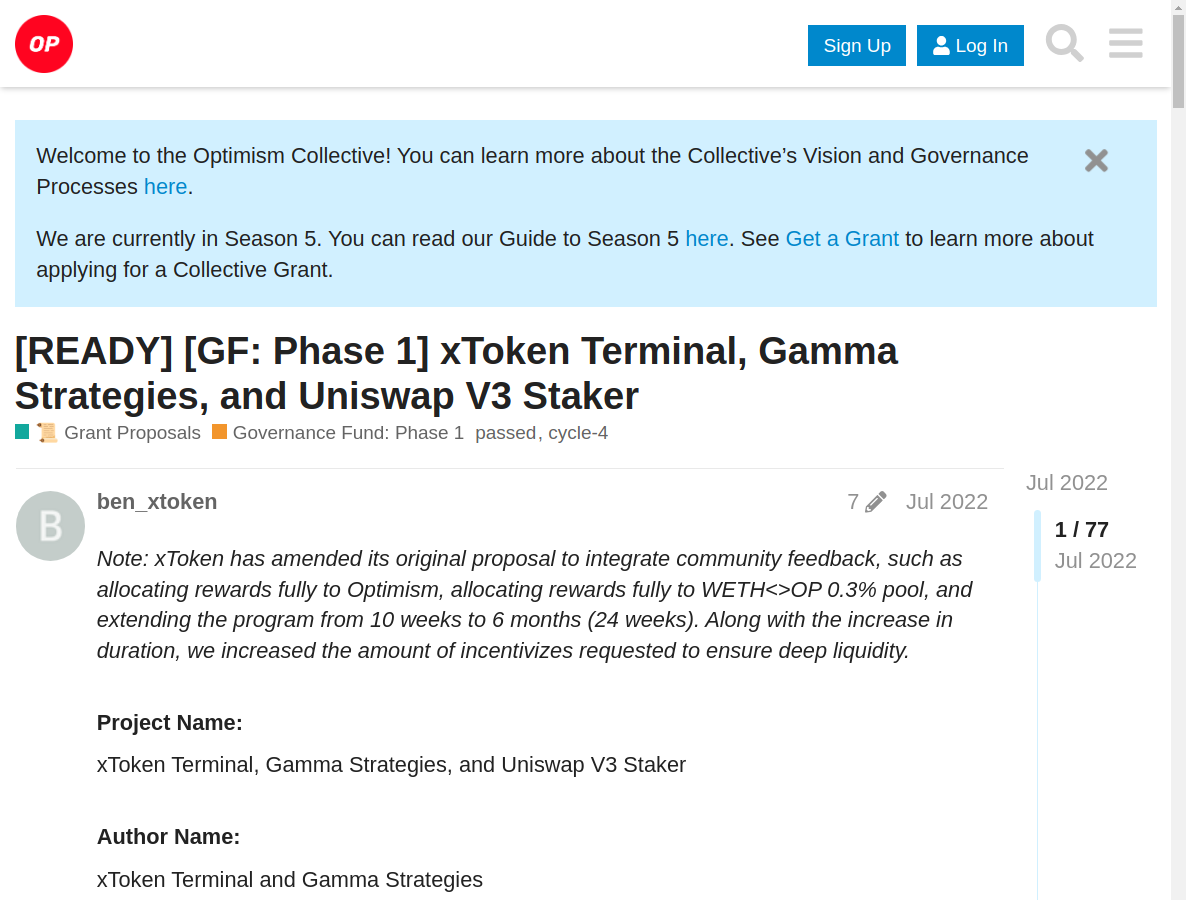 OP
Sign Up
Log In
Welcome to the Optimism Collective! You can learn more about the Collective’s Vision and Governance
Processes here.
We are currently in Season 5. You can read our Guide to Season 5 here. See Get a Grant to learn more about
applying for a Collective Grant.
[READY] [GF: Phase 1] xToken Terminal, Gamma
Strategies, and Uniswap V3 Staker
📜 Grant Proposals Governance Fund: Phase 1 passed, cycle-4
B
ben_xtoken
7
Jul 2022
Jul 2022
1 / 77
Jul 2022
Note: xToken has amended its original proposal to integrate community feedback, such as
allocating rewards fully to Optimism, allocating rewards fully to WETH<>OP 0.3% pool, and
extending the program from 10 weeks to 6 months (24 weeks). Along with the increase in
duration, we increased the amount of incentivizes requested to ensure deep liquidity.
Project Name:
xToken Terminal, Gamma Strategies, and Uniswap V3 Staker
Author Name:
xToken Terminal and Gamma Strategies